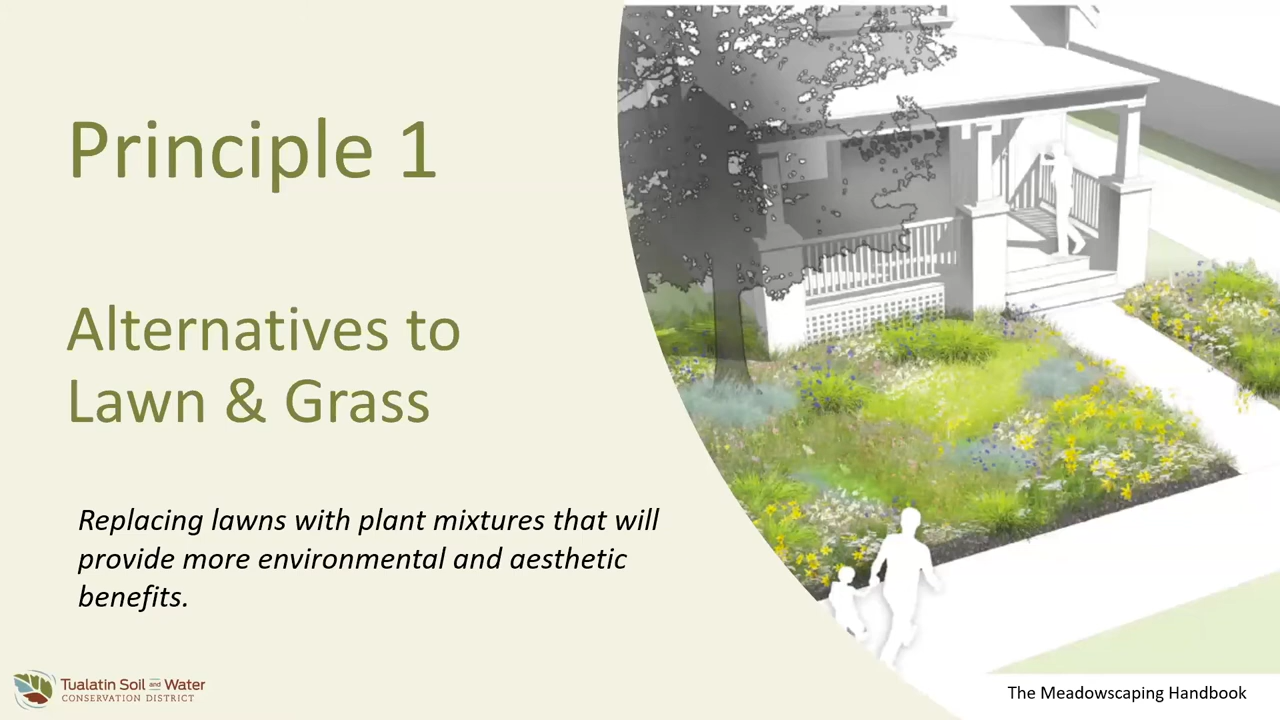 Principle 1
Alternatives to
Lawn & Grass
Replacing lawns with plant mixtures that will
provide more environmental and aesthetic
benefits.
Tualatin Soil and Water
CONSERVATION DISTRICT
The Meadowscaping Handbook